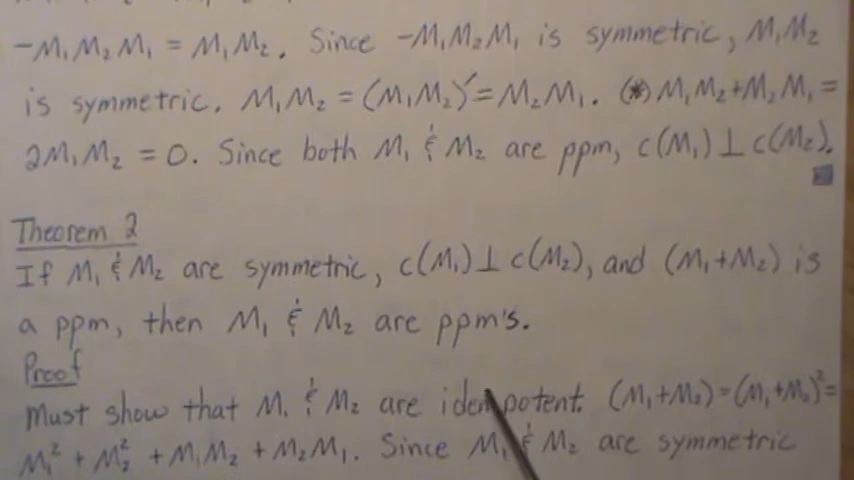 -M₁M₂M₁ = M₁M₂. Since -M₁M₂M₁ is symmetric, M₁M₂
is symmetric. M₁M₂ = (M₁M₂)' = M₂M₁. (*) M₁M₂+M₂M₁ =
2M₁M₂ = 0. Since both M₁ & M₂ are ppm, c(M₁)⊥c(M₂).
Theorem 2
If M₁ & M₂ are symmetric, c(M₁)⊥c(M₂), and (M₁+M₂) is
a ppm, then M₁ & M₂ are ppm's.
Proof
Must show that M₁ & M₂ are idempotent. (M₁+M₂)=(M₁+M₂)²=
M₁² + M₂² + M₁M₂ + M₂M₁. Since M₁ & M₂ are symmetric